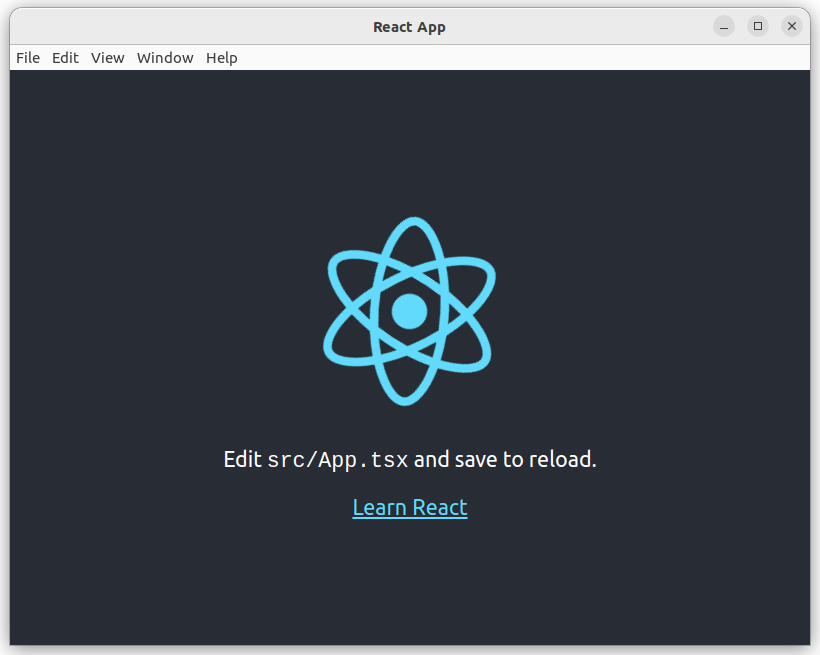 React App
File Edit View Window Help
Edit src/App.tsx and save to reload.
Learn React